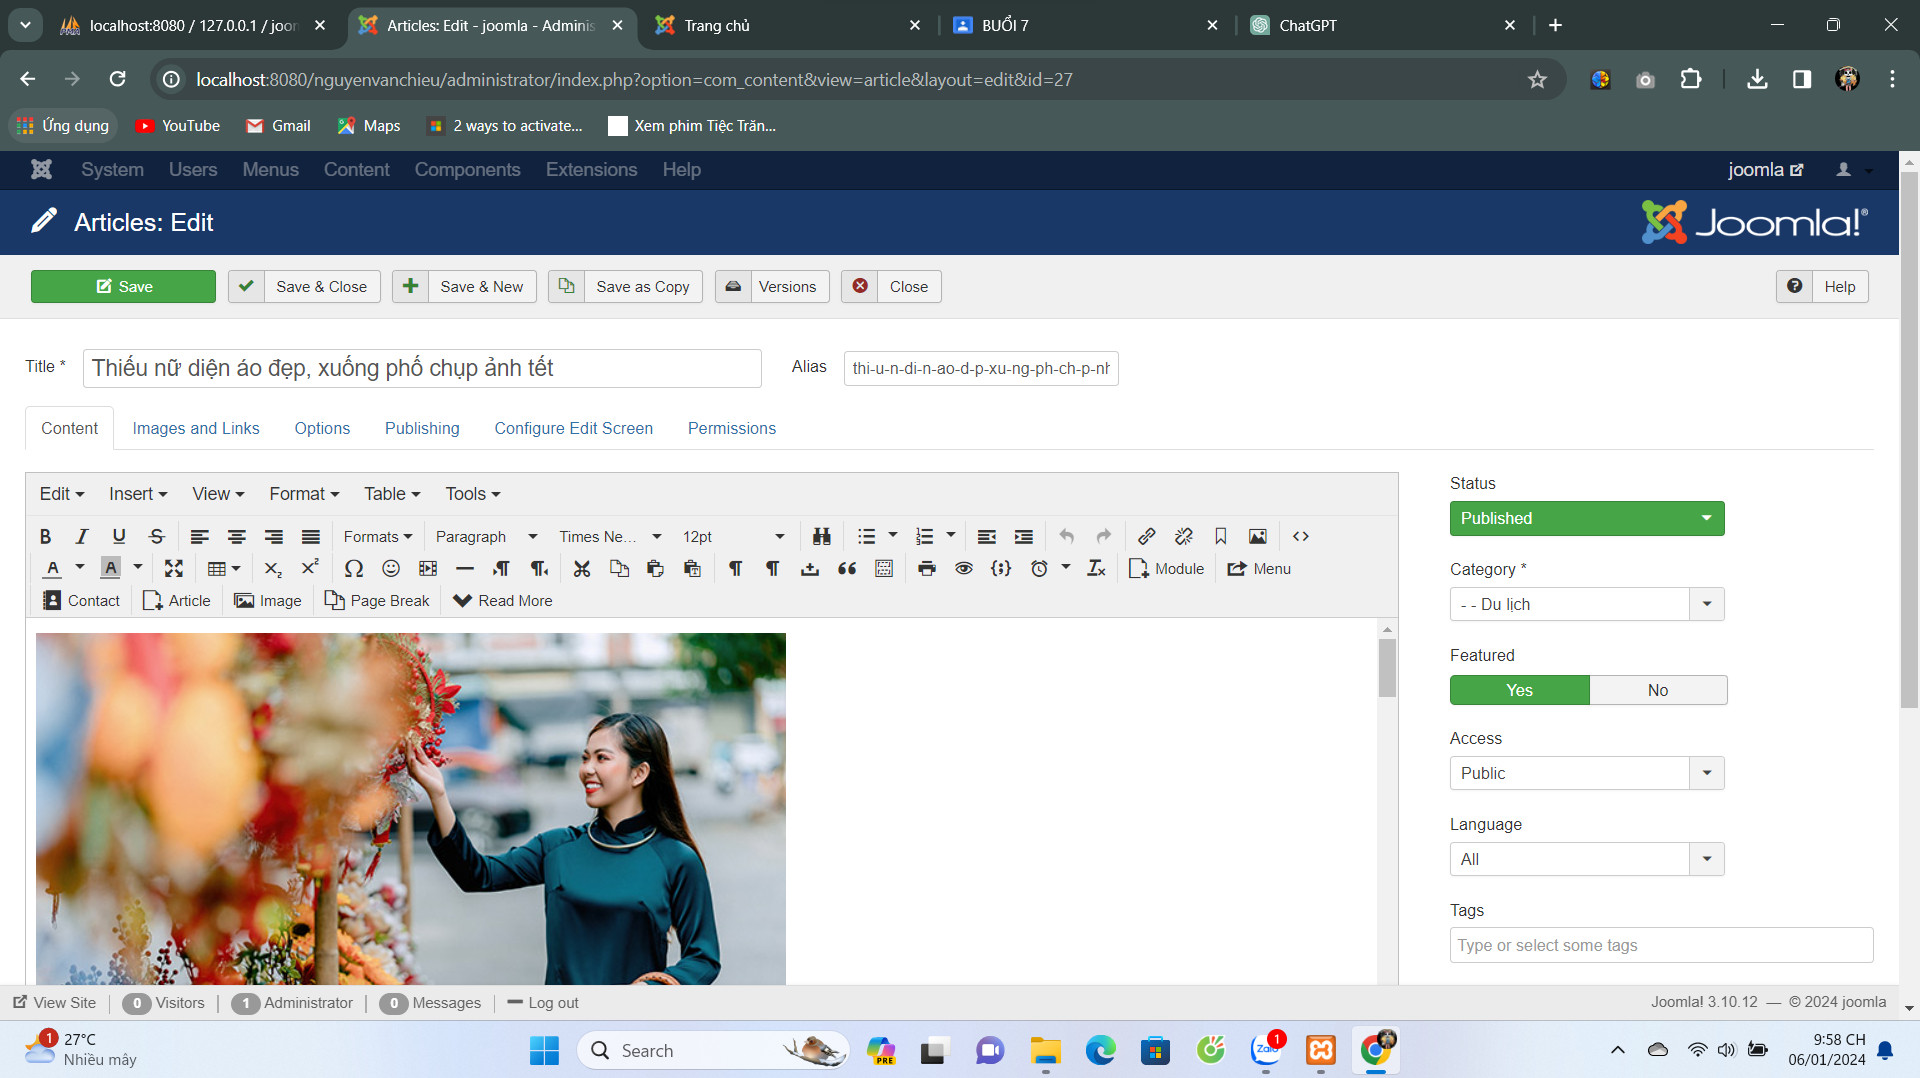 localhost:8080 / 127.0.0.1 / joon
Articles: Edit - joomla - Adminis
Trang chủ
BUỔI 7
ChatGPT
localhost:8080/nguyenvanchieu/administrator/index.php?option=com_content&view=article&layout=edit&id=27
Ứng dụng
YouTube
Gmail
Maps
2 ways to activate...
Xem phim Tiệc Trăn...
System
Users
Menus
Content
Components
Extensions
Help
joomla
Articles: Edit
Joomla!®
Save
Save & Close
Save & New
Save as Copy
Versions
Close
Help
Title *
Thiếu nữ diện áo đẹp, xuống phố chụp ảnh tết
Alias
thi-u-n-di-n-ao-d-p-xu-ng-ph-ch-p-nh
Content
Images and Links
Options
Publishing
Configure Edit Screen
Permissions
Edit
Insert
View
Format
Table
Tools
Formats
Paragraph
Times Ne...
12pt
Module
Menu
Contact
Article
Image
Page Break
Read More
Status
Published
Category *
- - Du lịch
Featured
Yes
No
Access
Public
Language
All
Tags
Type or select some tags
View Site
0 Visitors
1 Administrator
0 Messages
Log out
Joomla! 3.10.12 — © 2024 joomla
1
27°C
Nhiều mây
Search
PRE
Zalo
1
9:58 CH
06/01/2024